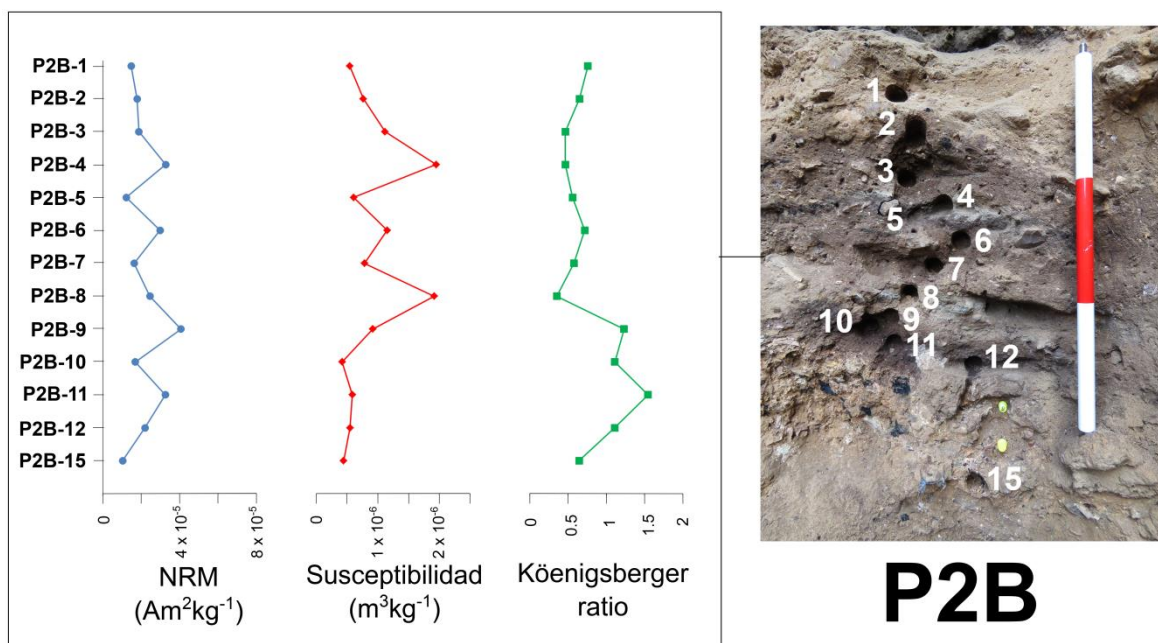 P2B-1
P2B-2
P2B-3
P2B-4
P2B-5
P2B-6
P2B-7
P2B-8
P2B-9
P2B-10
P2B-11
P2B-12
P2B-15
0
4 x 10-5
8 x 10-5
NRM
(Am²kg⁻¹)
0
1 x 10-6
2 x 10-6
Susceptibilidad
(m³kg⁻¹)
0
0.5
1
1.5
2
Köenigsberger
ratio
1
2
3
4
5
6
7
8
9
10
11
12
15
P2B